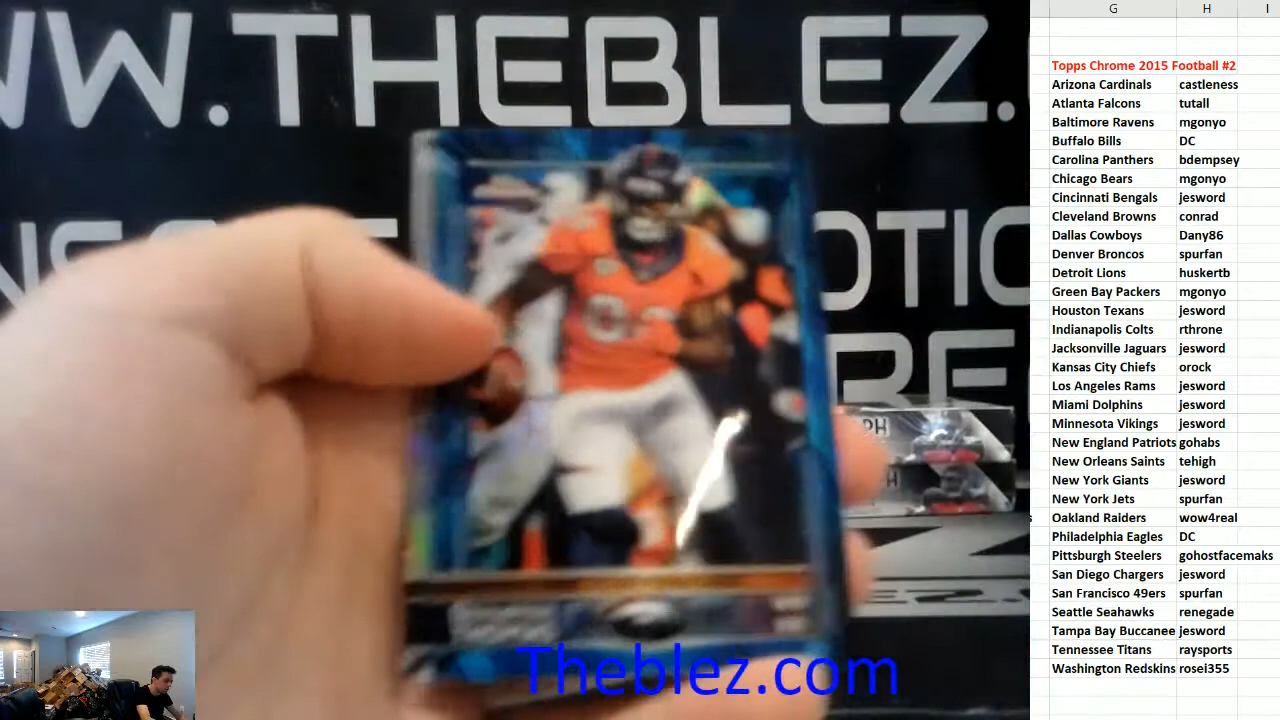 WW.THEBLEZ.
G H I
Topps Chrome 2015 Football #2
Arizona Cardinals castleness
Atlanta Falcons tutall
Baltimore Ravens mgonyo
Buffalo Bills DC
Carolina Panthers bdempsey
Chicago Bears mgonyo
Cincinnati Bengals jesword
Cleveland Browns conrad
Dallas Cowboys Dany86
Denver Broncos spurfan
Detroit Lions huskertb
Green Bay Packers mgonyo
Houston Texans jesword
Indianapolis Colts rthrone
Jacksonville Jaguars jesword
Kansas City Chiefs orock
Los Angeles Rams jesword
Miami Dolphins jesword
Minnesota Vikings jesword
New England Patriots gohabs
New Orleans Saints tehigh
New York Giants jesword
New York Jets spurfan
Oakland Raiders wow4real
Philadelphia Eagles DC
Pittsburgh Steelers gohostfacemaks
San Diego Chargers jesword
San Francisco 49ers spurfan
Seattle Seahawks renegade
Tampa Bay Buccanee jesword
Tennessee Titans raysports
Washington Redskins rosei355
OTIC
RE
PH
H
Theblez.com